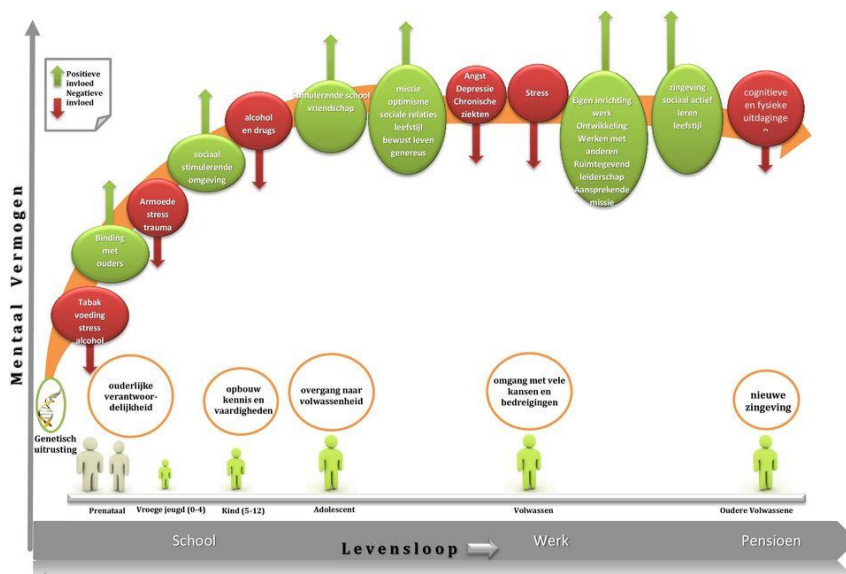 Positieve
invloed
Negatieve
invloed
Mentaal Vermogen
Tabak
voeding
stress
alcohol
Binding
met
ouders
Armoede
stress
trauma
sociaal
stimulerende
omgeving
alcohol
en drugs
stimulerende school
vriendschap
missie
optimisme
sociale relaties
leefstijl
bewust leven
genereus
Angst
Depressie
Chronische
ziekten
Stress
Eigen inrichting
werk
Ontwikkeling
Werken met
anderen
Ruimtegevend
leiderschap
Aansprekende
missie
zingeving
sociaal actief
leren
leefstijl
cognitieve
en fysieke
uitdaginge
n
Genetisch
uitrusting
ouderlijke
verantwoor-
delijkheid
opbouw
kennis en
vaardigheden
overgang naar
volwassenheid
omgang met vele
kansen en
bedreigingen
nieuwe
zingeving
Prenataal
Vroege jeugd (0-4)
Kind (5-12)
Adolescent
Volwassen
Oudere Volwassene
School
Levensloop
Werk
Pensioen